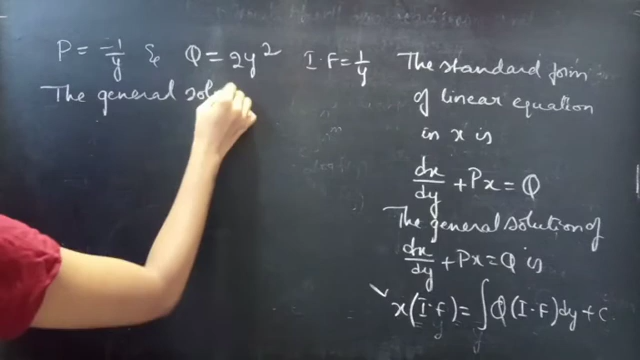 P = -1/y & Q = 2y² I·F = 1/y
The general sol
The standard form
of linear equation
in x is
dx/dy + Px = Q
The general solution of
dx/dy + Px = Q is
x(I·F) = ∫Q(I·F)dy + c